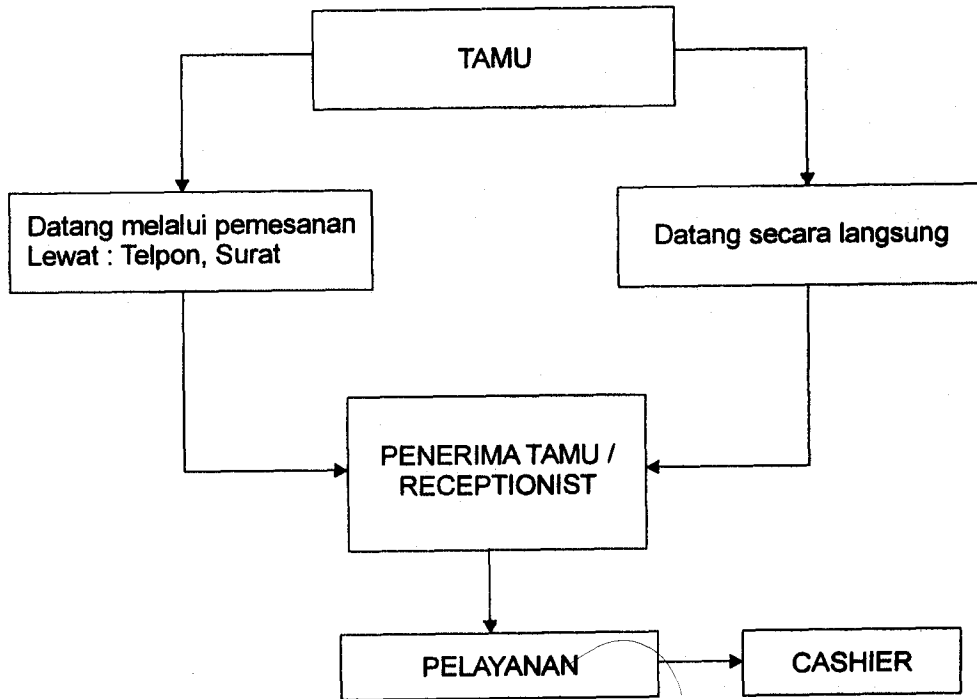 TAMU
Datang melalui pemesanan
Lewat : Telpon, Surat
Datang secara langsung
PENERIMA TAMU /
RECEPTIONIST
PELAYANAN
CASHIER